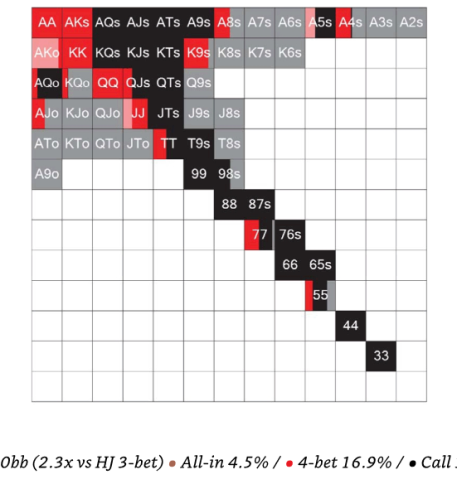 AA AKs AQs AJs ATs A9s A8s A7s A6s A5s A4s A3s A2s
AKo KK KQs KJs KTs K9s K8s K7s K6s
AQo KQo QQ QJs QTs Q9s
AJo KJo QJo JJ JTs J9s J8s
ATo KTo QTo JTo TT T9s T8s
A9o 99 98s
88 87s
77 76s
66 65s
55
44
33
0bb (2.3x vs HJ 3-bet) • All-in 4.5% / • 4-bet 16.9% / • Call